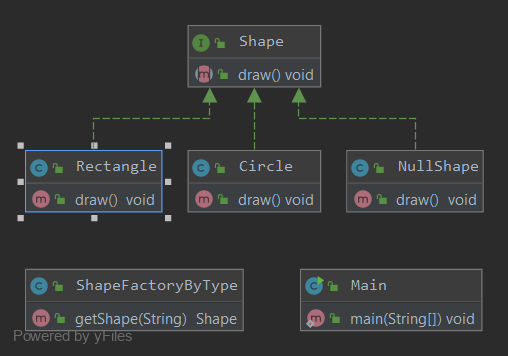 I Shape
m draw() void
C Rectangle
m draw() void
C Circle
m draw() void
C NullShape
m draw() void
C ShapeFactoryByType
m getShape(String) Shape
C Main
m main(String[]) void
Powered by yFiles